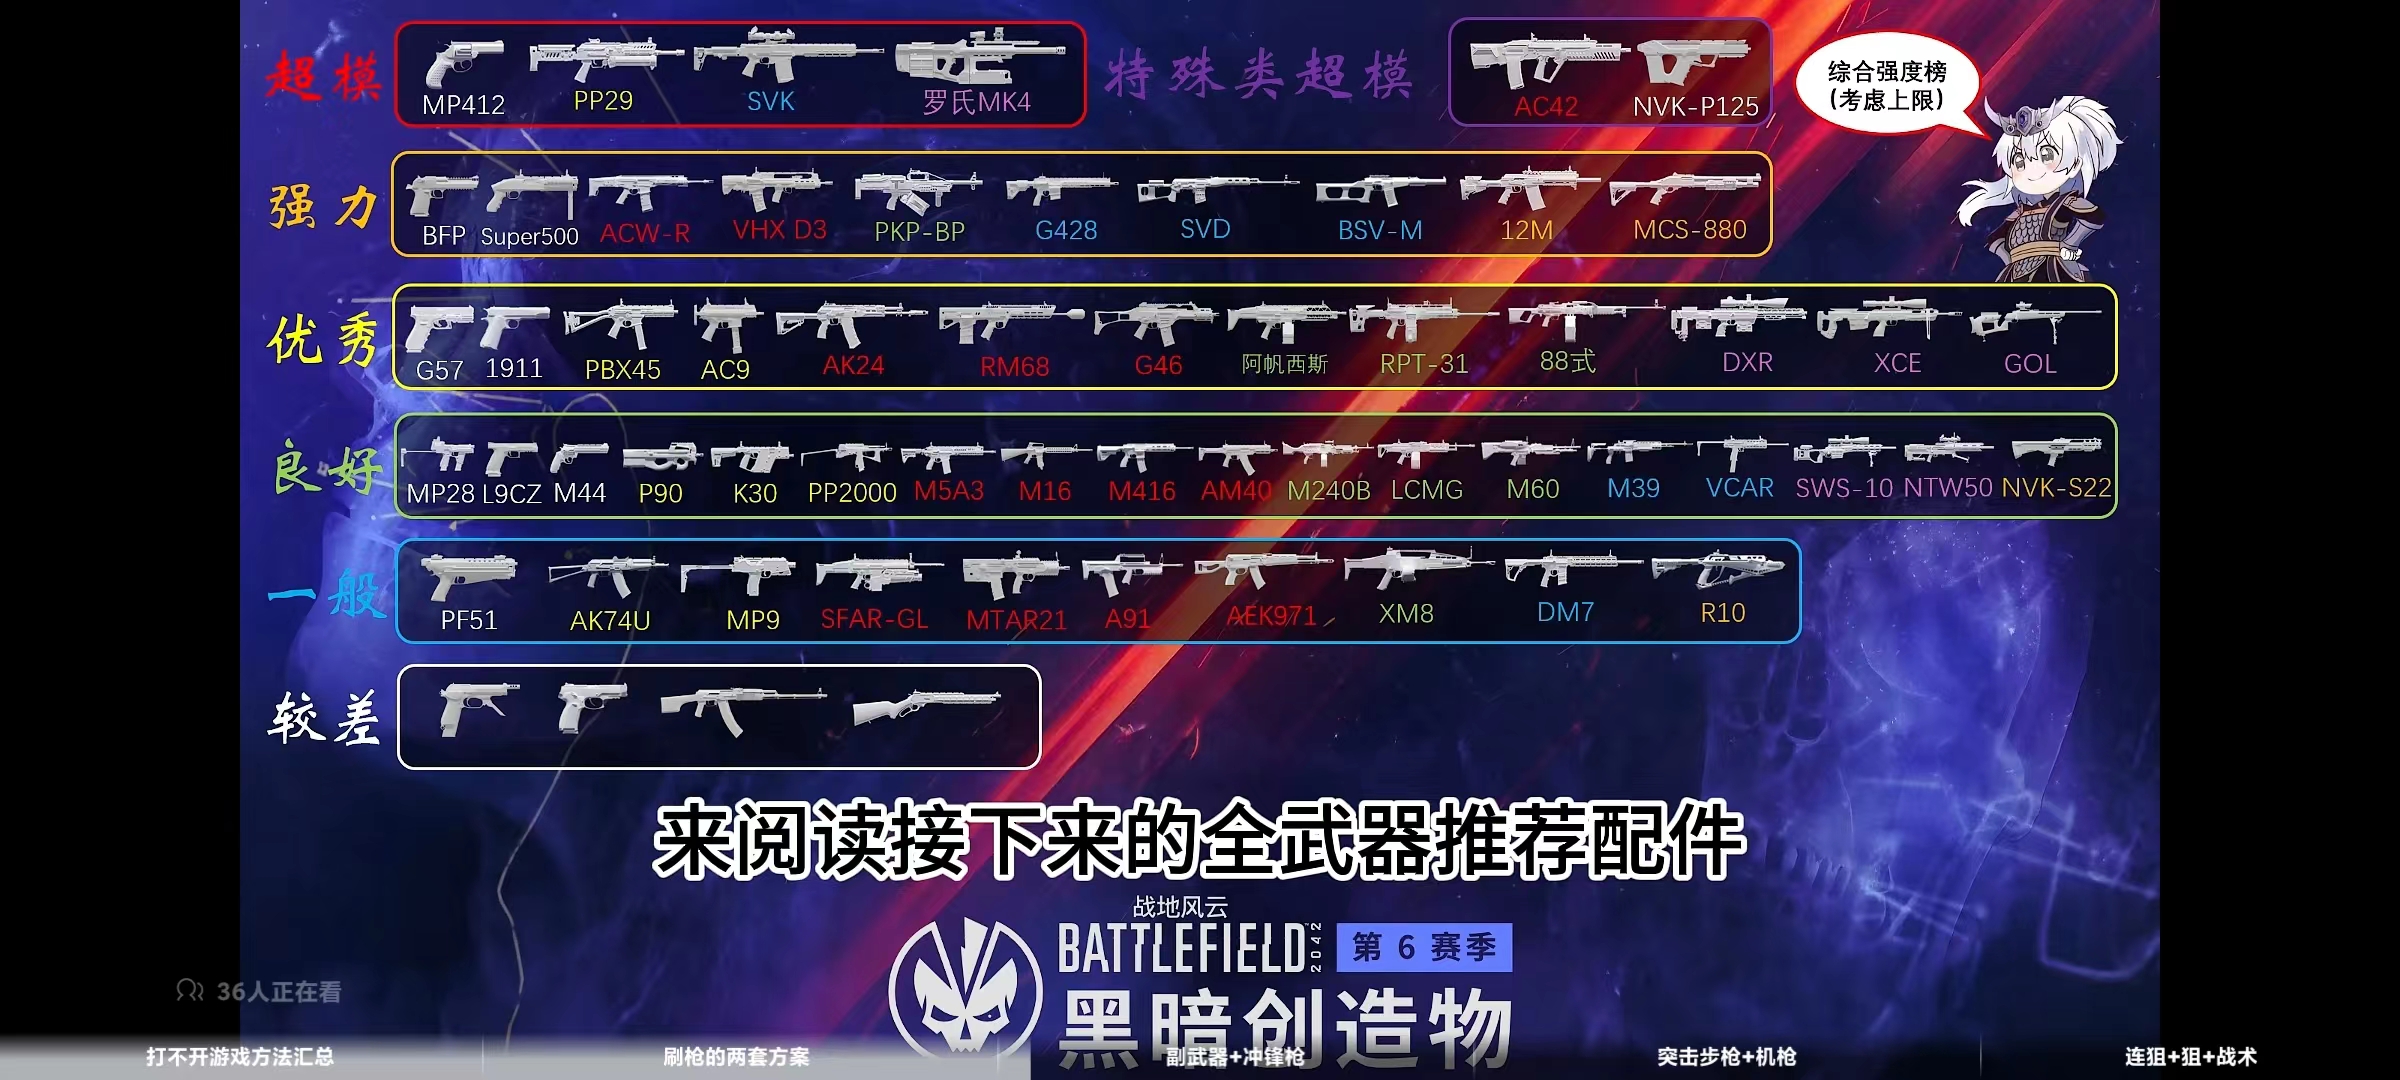 超模
MP412 PP29 SVK 罗氏MK4
特殊类超模
AC42 NVK-P125
综合强度榜
(考虑上限)
强力
BFP Super500 ACW-R VHX D3 PKP-BP G428 SVD BSV-M 12M MCS-880
优秀
G57 1911 PBX45 AC9 AK24 RM68 G46 阿帆西斯 RPT-31 88式 DXR XCE GOL
良好
MP28 L9CZ M44 P90 K30 PP2000 M5A3 M16 M416 AM40 M240B LCMG M60 M39 VCAR SWS-10 NTW50 NVK-S22
一般
PF51 AK74U MP9 SFAR-GL MTAR21 A91 AEK971 XM8 DM7 R10
较差
来阅读接下来的全武器推荐配件
战地风云
BATTLEFIELD 2042 第 6 赛季
黑暗创造物
36人正在看
打不开游戏方法汇总 刷枪的两套方案 副武器+冲锋枪 突击步枪+机枪 连狙+狙+战术